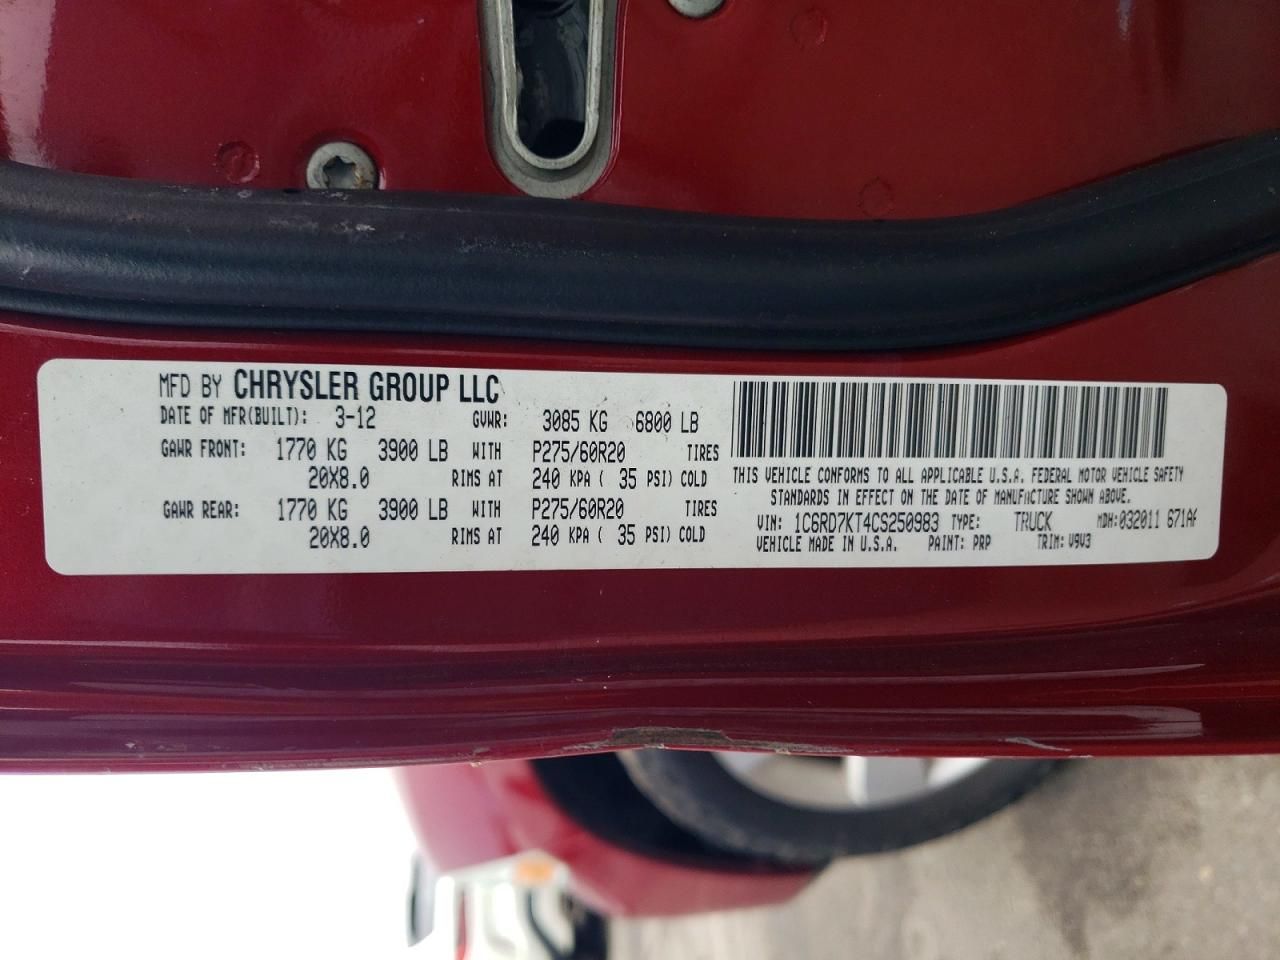 MFD BY CHRYSLER GROUP LLC
DATE OF MFR(BUILT): 3-12 GVWR: 3085 KG 6800 LB
GAWR FRONT: 1770 KG 3900 LB WITH P275/60R20 TIRES
20X8.0 RIMS AT 240 KPA ( 35 PSI) COLD
GAWR REAR: 1770 KG 3900 LB WITH P275/60R20 TIRES
20X8.0 RIMS AT 240 KPA ( 35 PSI) COLD
THIS VEHICLE CONFORMS TO ALL APPLICABLE U.S.A. FEDERAL MOTOR VEHICLE SAFETY
STANDARDS IN EFFECT ON THE DATE OF MANUFACTURE SHOWN ABOVE.
VIN: 1C6RD7KT4CS250983 TYPE: TRUCK MDH:032011 671A6
VEHICLE MADE IN U.S.A. PAINT: PRP TRIM: V9V3